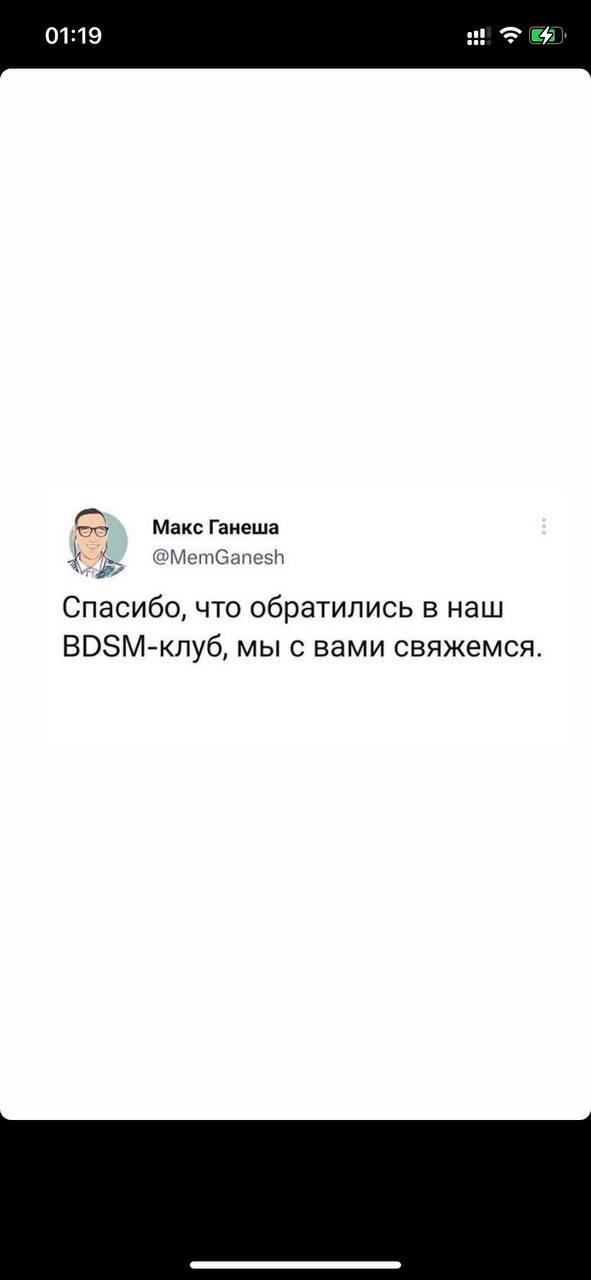 01:19
Макс Ганеша
@MemGanesh
Спасибо, что обратились в наш
BDSM-клуб, мы с вами свяжемся.